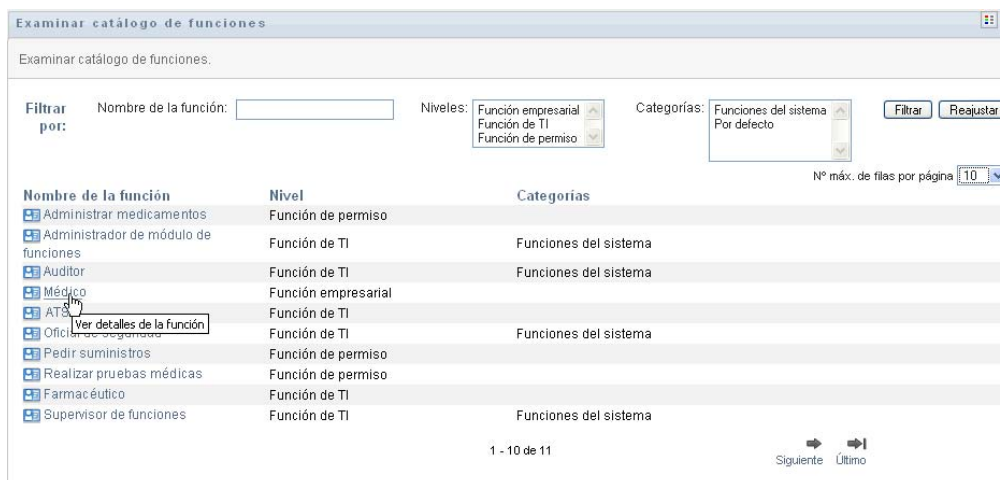 Examinar catálogo de funciones
Examinar catálogo de funciones.
Filtrar por:
Nombre de la función:
Niveles:
Función empresarial
Función de TI
Función de permiso
Categorías:
Funciones del sistema
Por defecto
Filtrar
Reajustar
Nº máx. de filas por página 10
Nombre de la función Nivel Categorías
Administrar medicamentos Función de permiso
Administrador de módulo de funciones Función de TI Funciones del sistema
Auditor Función de TI Funciones del sistema
Médico Función empresarial
Función de TI
Ver detalles de la función
Función de TI Funciones del sistema
Pedir suministros Función de permiso
Realizar pruebas médicas Función de permiso
Farmacéutico Función de TI
Supervisor de funciones Función de TI Funciones del sistema
1 - 10 de 11
Siguiente Último